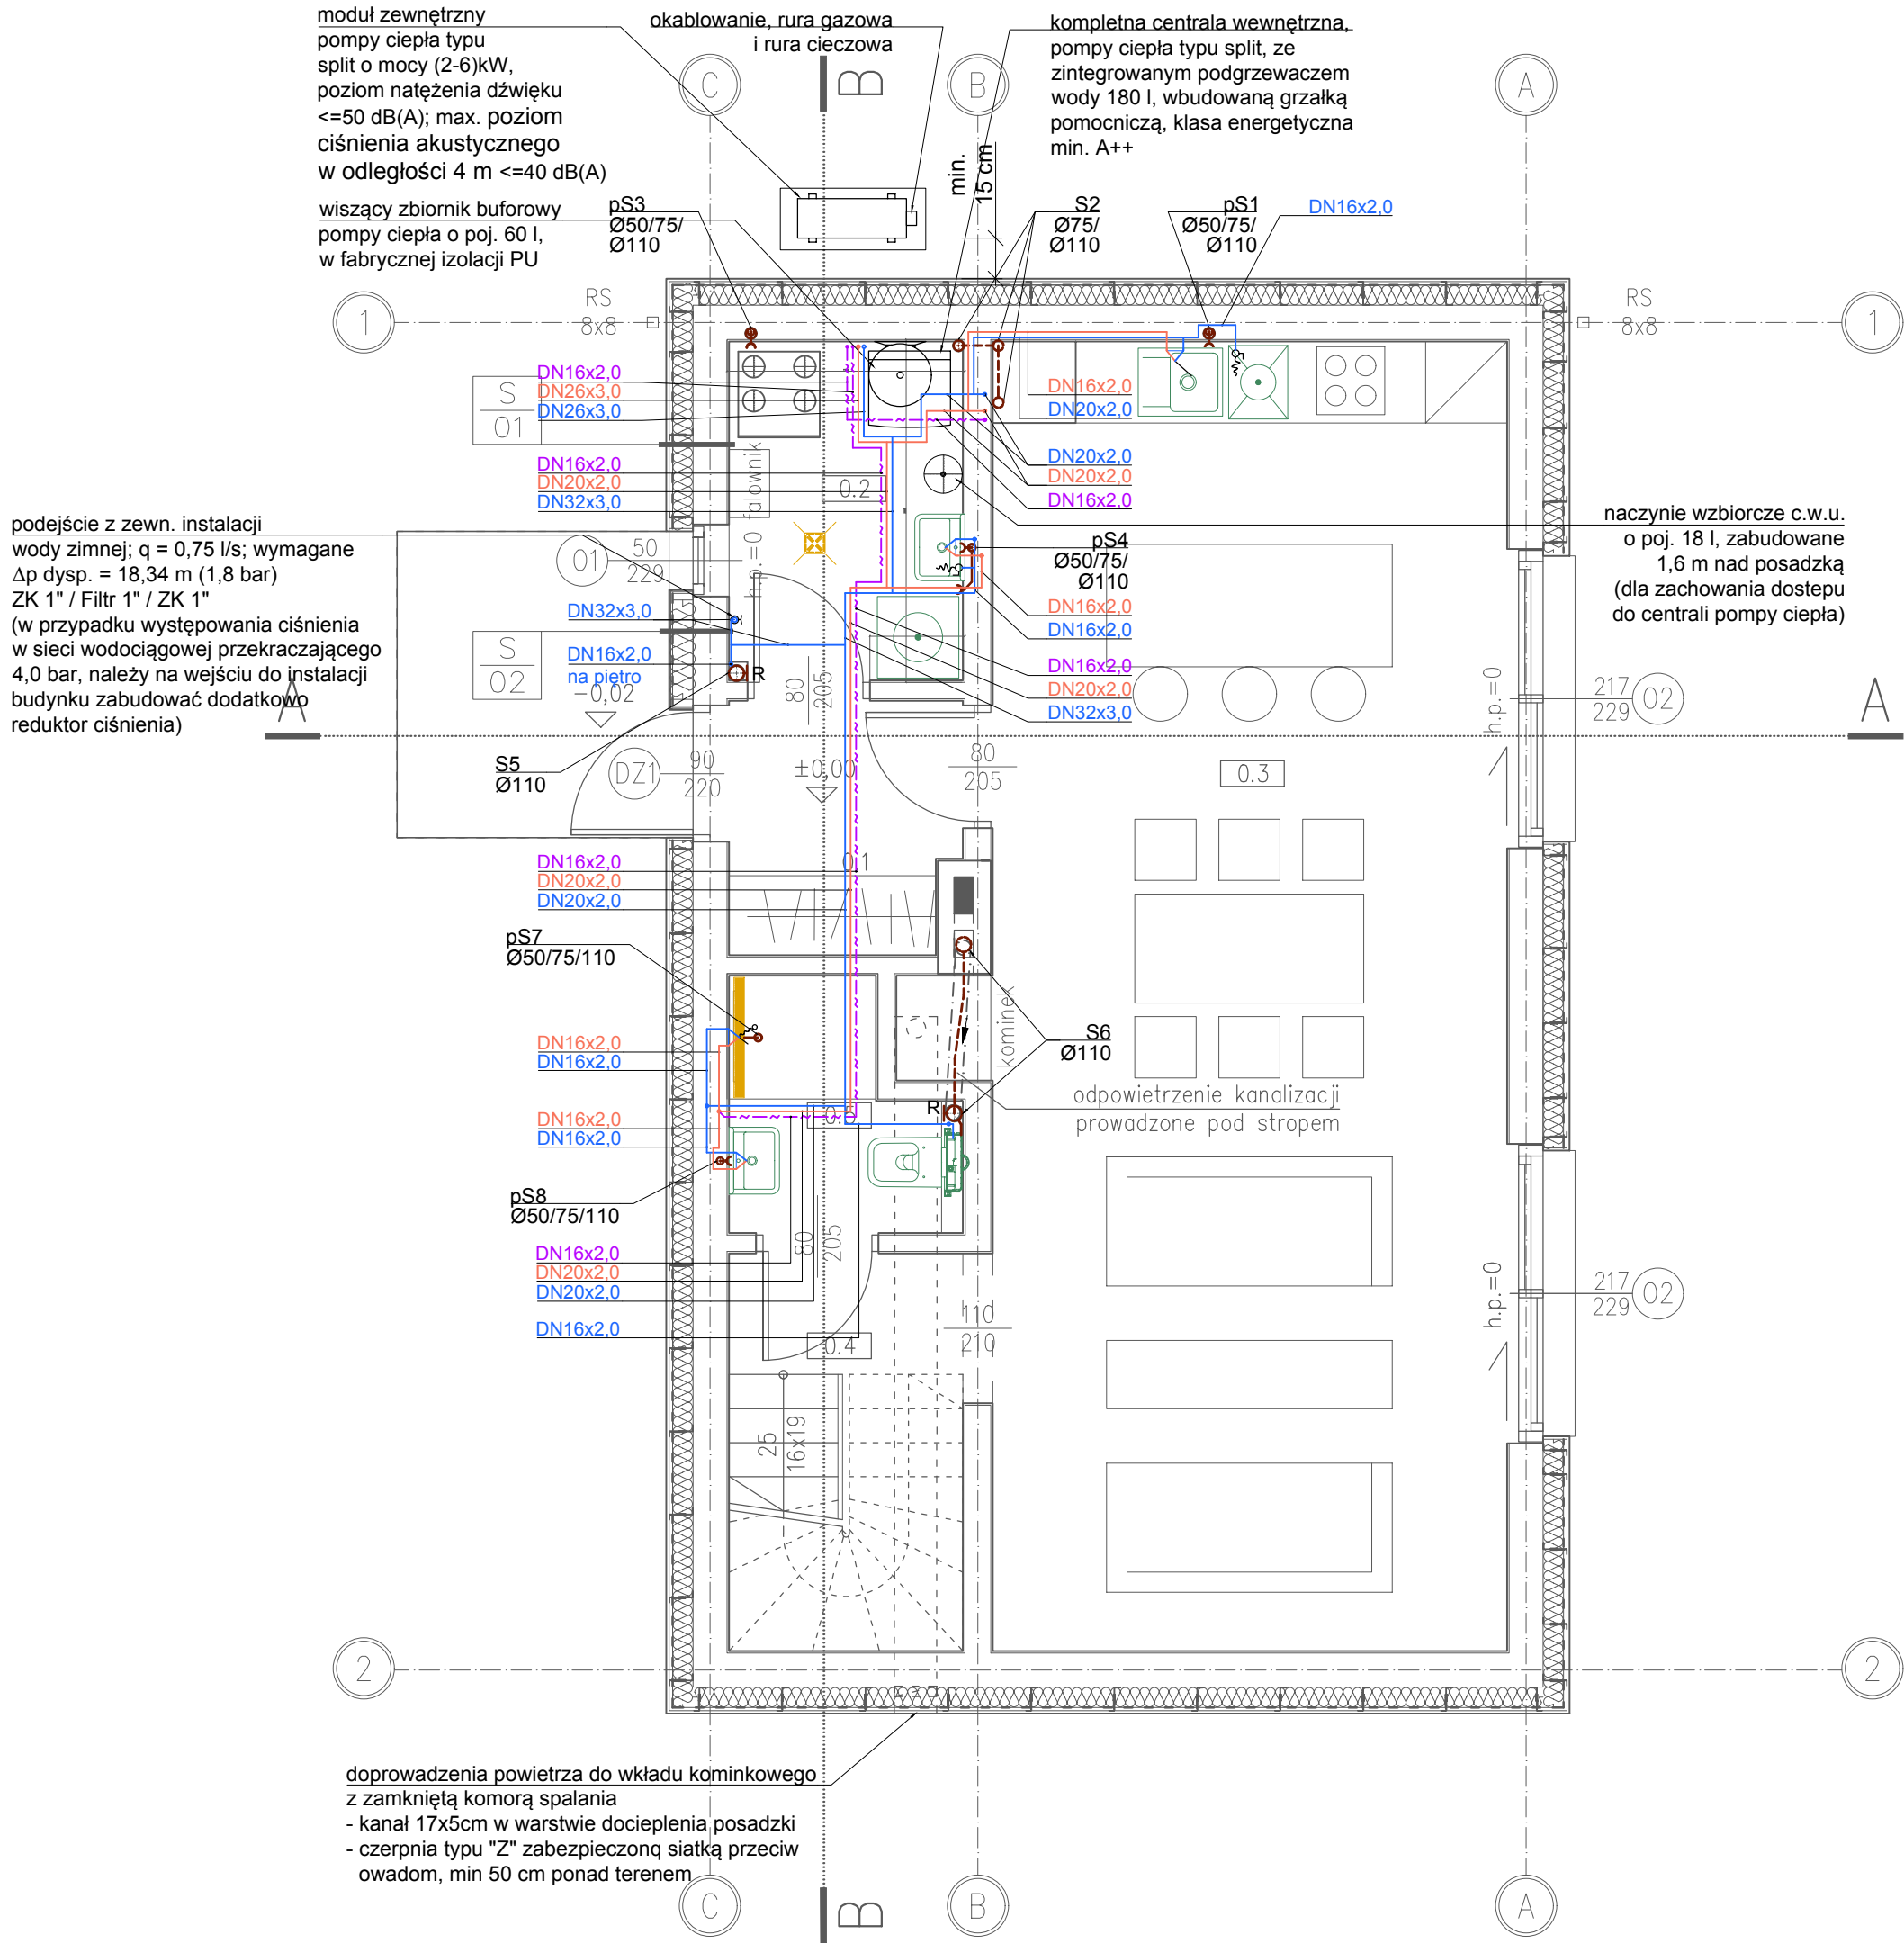 moduł zewnętrzny
pompy ciepła typu
split o mocy (2-6)kW,
poziom natężenia dźwięku
<=50 dB(A); max. poziom
ciśnienia akustycznego
w odległości 4 m <=40 dB(A)
okablowanie, rura gazowa
i rura cieczowa
kompletna centrala wewnętrzna,
pompy ciepła typu split, ze
zintegrowanym podgrzewaczem
wody 180 l, wbudowaną grzałką
pomocniczą, klasa energetyczna
min. A++
C
B
B
A
wiszący zbiornik buforowy
pompy ciepła o poj. 60 l,
w fabrycznej izolacji PU
pS3
Ø50/75/
Ø110
min.
15 cm
S2
Ø75/
Ø110
pS1
Ø50/75/
Ø110
DN16x2,0
1
RS
8x8
RS
8x8
1
DN16x2,0
DN26x3,0
DN26x3,0
S
01
DN16x2,0
DN20x2,0
DN16x2,0
DN20x2,0
DN32x3,0
h.p.=0 falownik
0.2
DN20x2,0
DN20x2,0
DN16x2,0
podejście z zewn. instalacji
wody zimnej; q = 0,75 l/s; wymagane
Δp dysp. = 18,34 m (1,8 bar)
ZK 1" / Filtr 1" / ZK 1"
(w przypadku występowania ciśnienia
w sieci wodociągowej przekraczającego
4,0 bar, należy na wejściu do instalacji
budynku zabudować dodatkowo
reduktor ciśnienia)
O1
50
229
pS4
Ø50/75/
Ø110
naczynie wzbiorcze c.w.u.
o poj. 18 l, zabudowane
1,6 m nad posadzką
(dla zachowania dostepu
do centrali pompy ciepła)
DN32x3,0
DN16x2,0
na piętro
S
02
-0,02
R
80
205
DN16x2,0
DN16x2,0
DN16x2,0
DN20x2,0
DN32x3,0
h.p.=0
217
229
O2
A
A
S5
Ø110
DZ1
90
220
±0,00
80
205
0.3
DN16x2,0
DN20x2,0
DN20x2,0
0.1
pS7
Ø50/75/110
kominek
S6
Ø110
DN16x2,0
DN16x2,0
odpowietrzenie kanalizacji
prowadzone pod stropem
R
DN16x2,0
DN16x2,0
pS8
Ø50/75/110
80
205
DN16x2,0
DN20x2,0
DN20x2,0
DN16x2,0
h.p.=0
217
229
O2
110
210
0.4
25
16x19
2
2
doprowadzenia powietrza do wkładu kominkowego
z zamkniętą komorą spalania
- kanał 17x5cm w warstwie docieplenia posadzki
- czerpnia typu "Z" zabezpieczonq siatką przeciw
owadom, min 50 cm ponad terenem
C
B
B
A